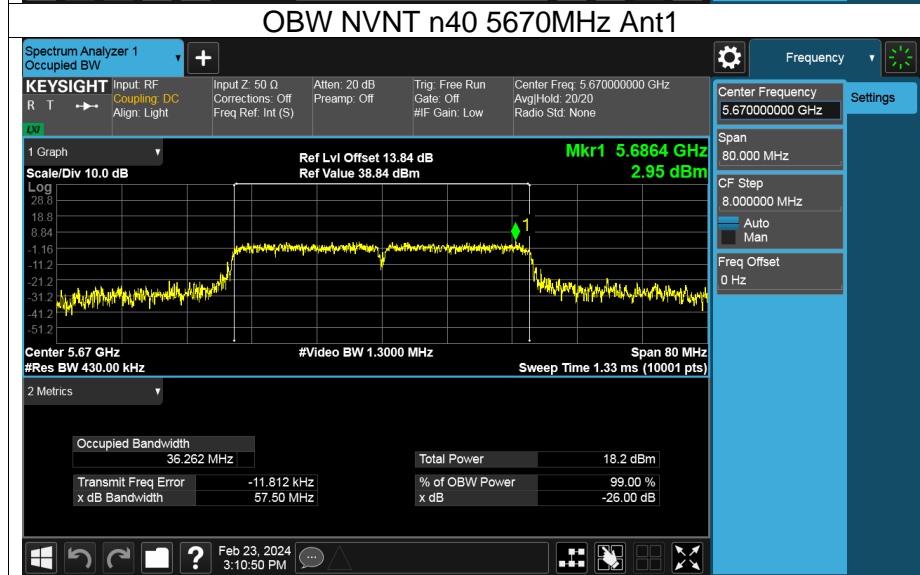 OBW NVNT n40 5670MHz Ant1
Spectrum Analyzer 1
Occupied BW
+
Frequency
KEYSIGHT Input: RF Input Z: 50 Ω Atten: 20 dB Trig: Free Run Center Freq: 5.670000000 GHz
R T Coupling: DC Corrections: Off Preamp: Off Gate: Off Avg|Hold: 20/20
Align: Light Freq Ref: Int (S) #IF Gain: Low Radio Std: None
LXI
Center Frequency
5.670000000 GHz
Settings
Span
80.000 MHz
CF Step
8.000000 MHz
Auto
Man
Freq Offset
0 Hz
1 Graph Ref Lvl Offset 13.84 dB Mkr1 5.6864 GHz
Scale/Div 10.0 dB Ref Value 38.84 dBm 2.95 dBm
Log
28.8
18.8
8.84
-1.16
-11.2
-21.2
-31.2
-41.2
-51.2
1
Center 5.67 GHz #Video BW 1.3000 MHz Span 80 MHz
#Res BW 430.00 kHz Sweep Time 1.33 ms (10001 pts)
2 Metrics
Occupied Bandwidth
36.262 MHz Total Power 18.2 dBm
Transmit Freq Error -11.812 kHz % of OBW Power 99.00 %
x dB Bandwidth 57.50 MHz x dB -26.00 dB
? Feb 23, 2024
3:10:50 PM